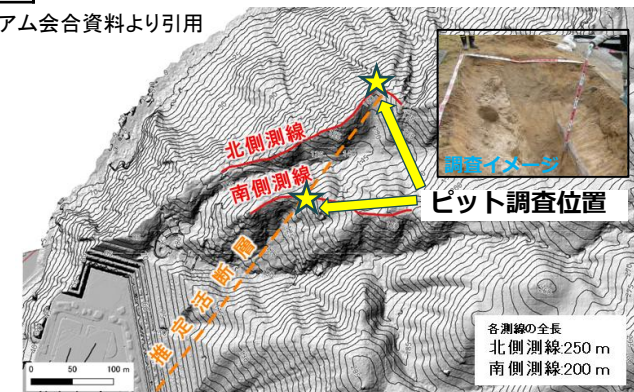 アム会合資料より引用
北側測線
南側測線
調査イメージ
ピット調査位置
推定活断層
各測線の全長
北側測線:250 m
南側測線:200 m
0 50 100 m